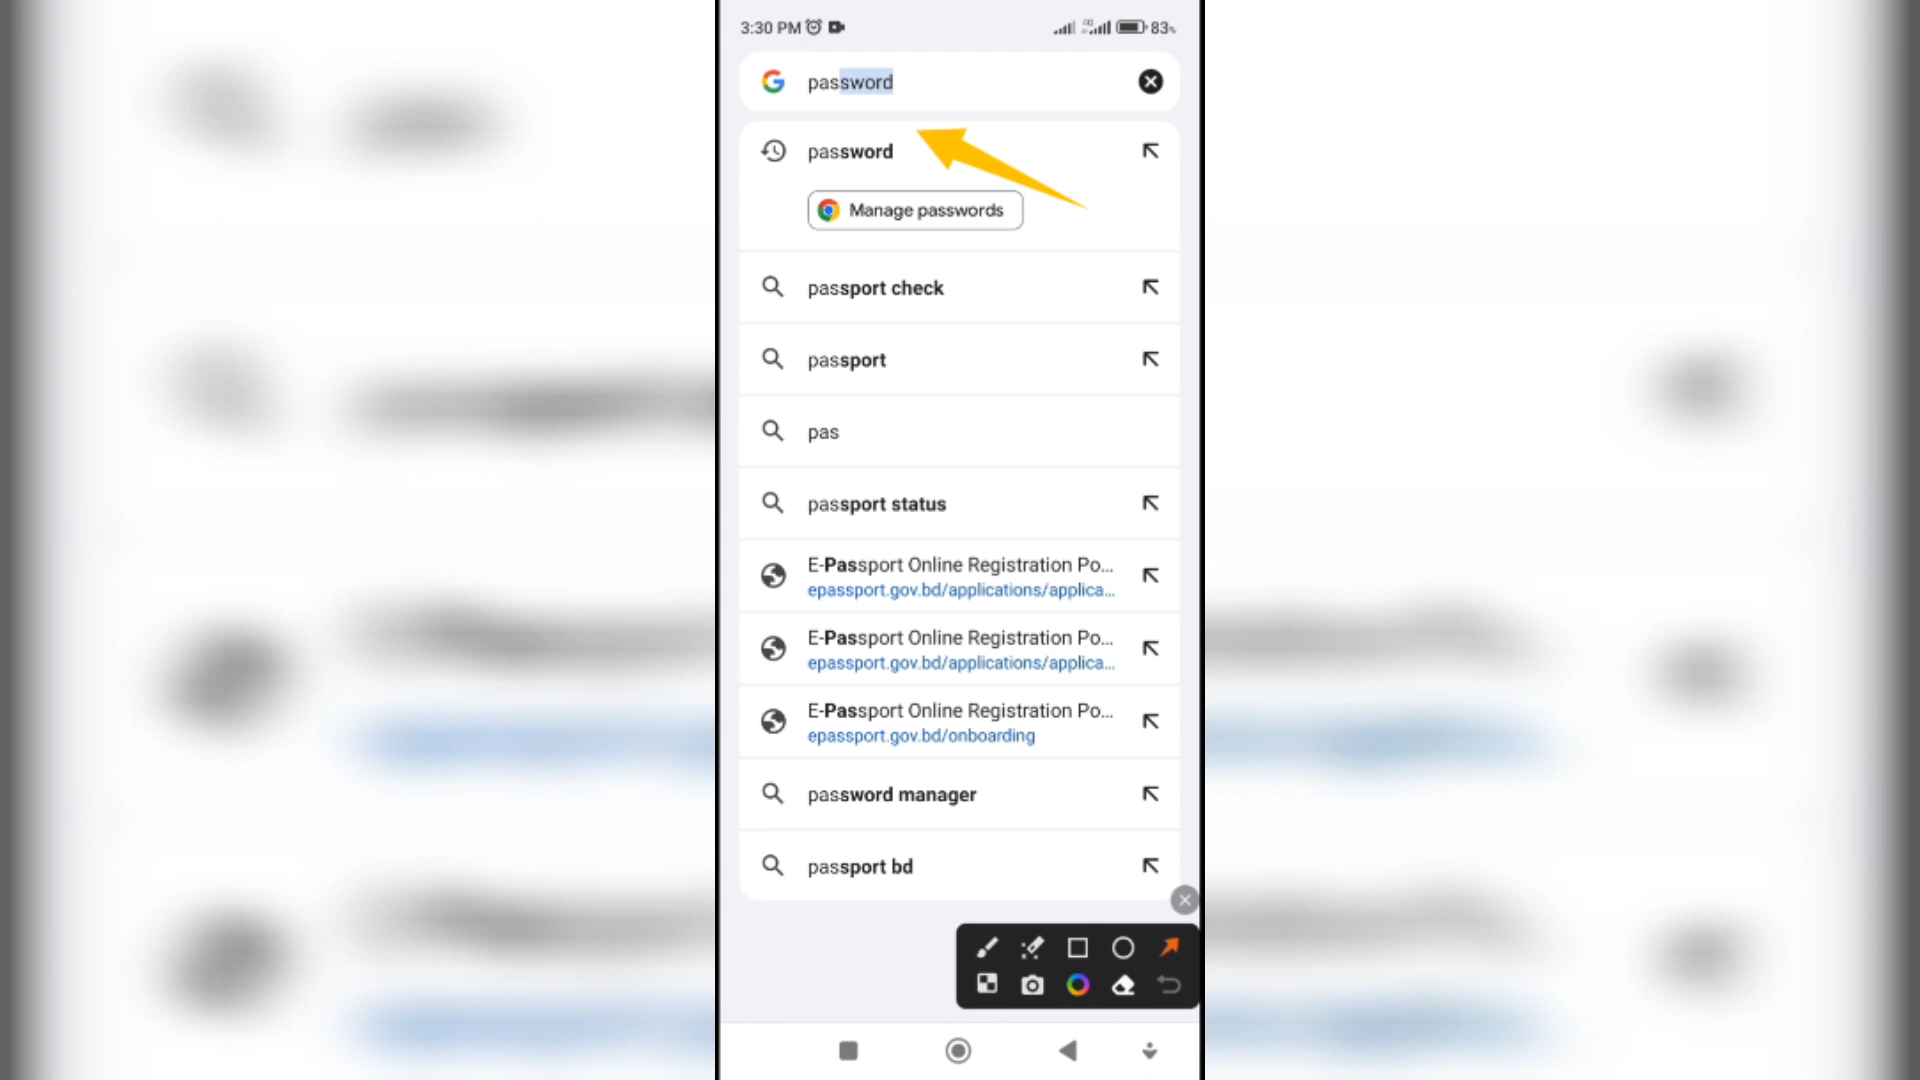 3:30 PM 83%
password
password
Manage passwords
passport check
passport
pas
passport status
E-Passport Online Registration Po...
epassport.gov.bd/applications/applica...
E-Passport Online Registration Po...
epassport.gov.bd/applications/applica...
E-Passport Online Registration Po...
epassport.gov.bd/onboarding
password manager
passport bd